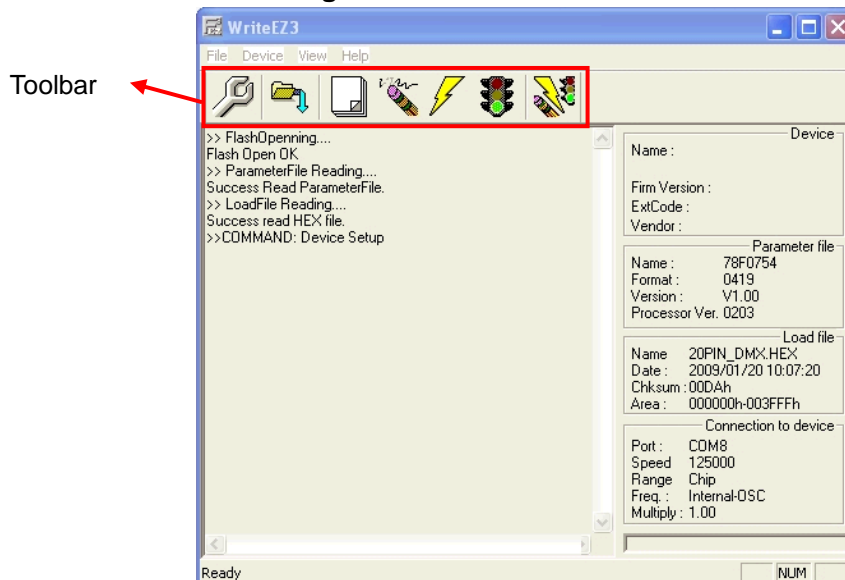 WriteEZ3
File Device View Help
Toolbar
>> FlashOpenning....
Flash Open OK
>> ParameterFile Reading....
Success Read ParameterFile.
>> LoadFile Reading....
Success read HEX file.
>>COMMAND: Device Setup
Device
Name :
Firm Version :
ExtCode :
Vendor :
Parameter file
Name : 78F0754
Format : 0419
Version : V1.00
Processor Ver. 0203
Load file
Name 20PIN_DMX.HEX
Date : 2009/01/20 10:07:20
Chksum : 00DAh
Area : 000000h-003FFFh
Connection to device
Port : COM8
Speed 125000
Range Chip
Freq. : Internal-OSC
Multiply : 1.00
Ready
NUM